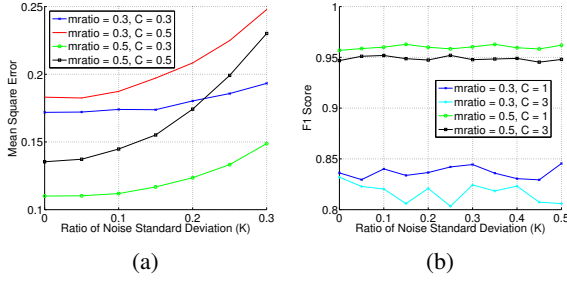 0.25
0.2
0.15
0.1
Mean Square Error
mratio = 0.3, C = 0.3
mratio = 0.3, C = 0.5
mratio = 0.5, C = 0.3
mratio = 0.5, C = 0.5
0 0.1 0.2 0.3
Ratio of Noise Standard Deviation (K)
(a)
1
0.95
0.9
0.85
0.8
F1 Score
mratio = 0.3, C = 1
mratio = 0.3, C = 3
mratio = 0.5, C = 1
mratio = 0.5, C = 3
0 0.1 0.2 0.3 0.4 0.5
Ratio of Noise Standard Deviation (K)
(b)